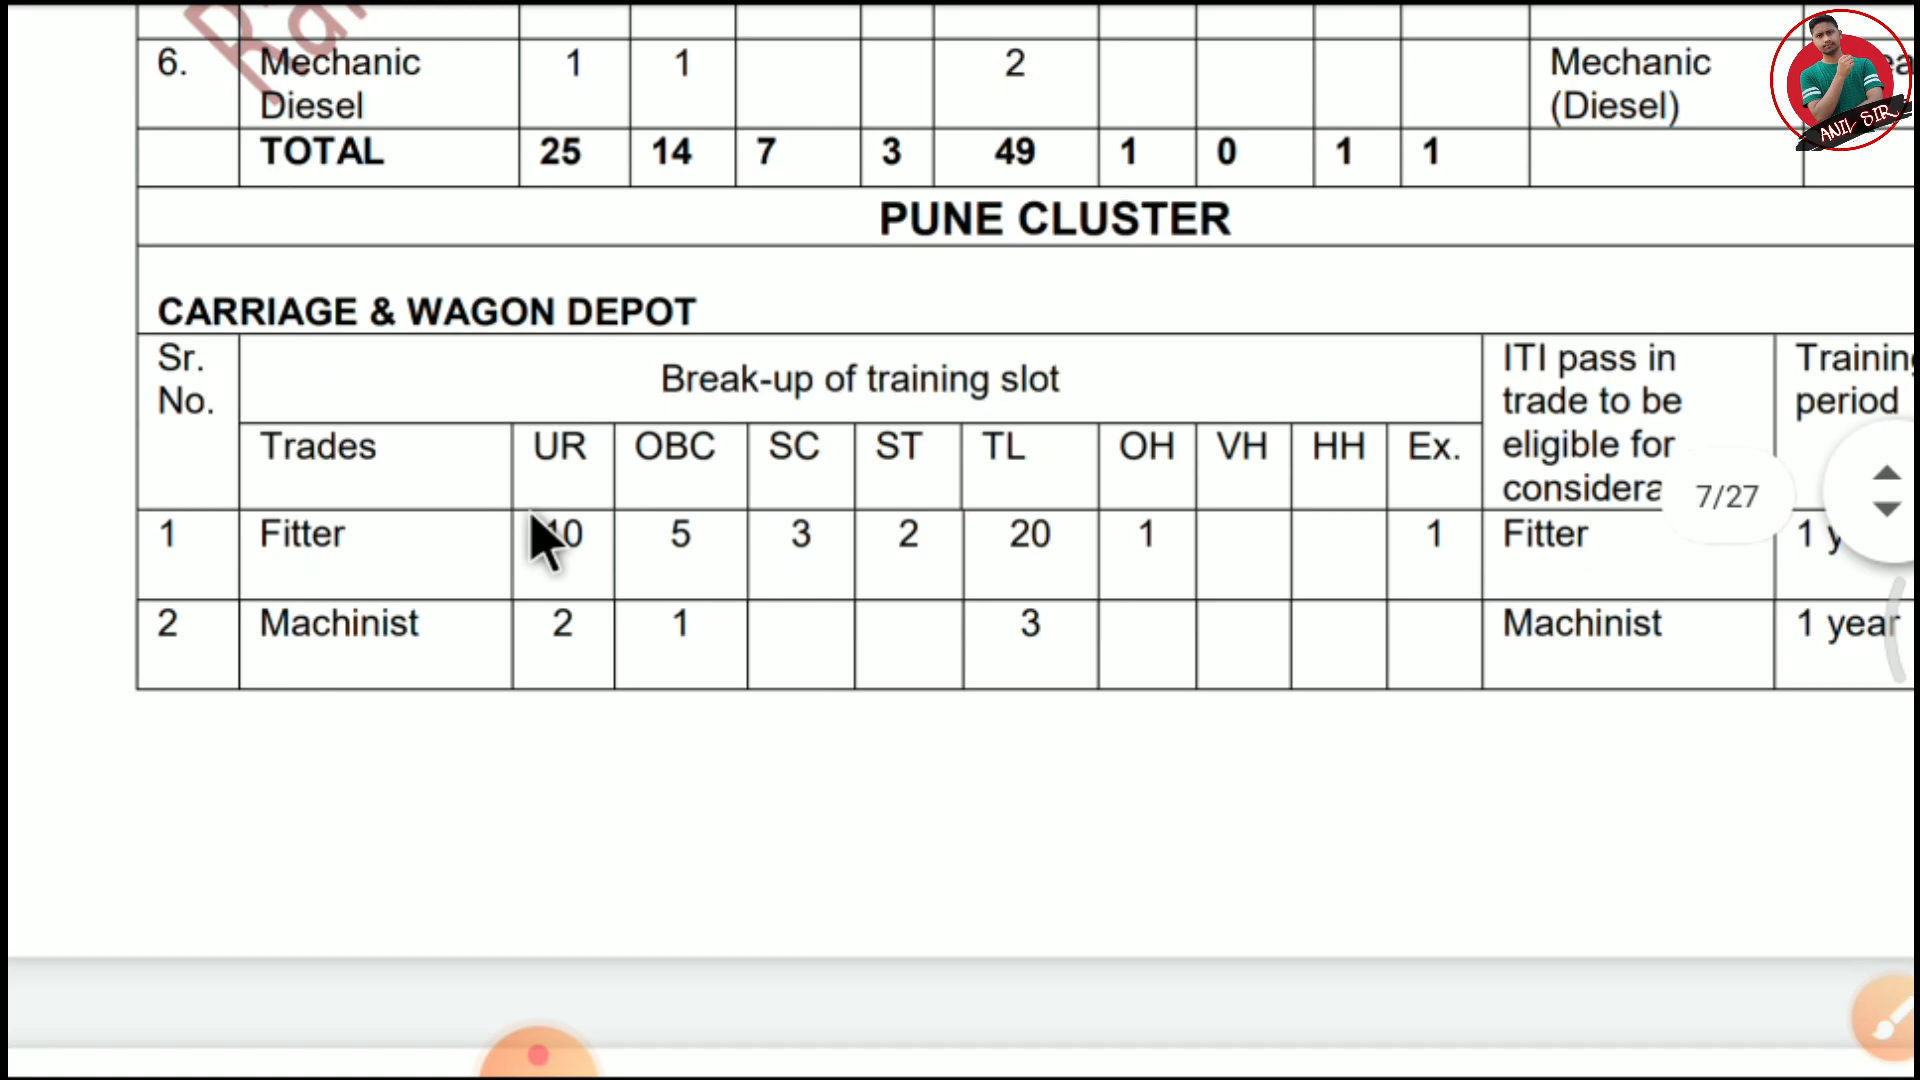 6. Mechanic Diesel 1 1 2 Mechanic (Diesel)
TOTAL 25 14 7 3 49 1 0 1 1
PUNE CLUSTER
CARRIAGE & WAGON DEPOT
Sr. No. Break-up of training slot ITI pass in trade to be eligible for Training period
Trades UR OBC SC ST TL OH VH HH Ex.
7/27
1 Fitter 10 5 3 2 20 1 1 Fitter 1
2 Machinist 2 1 3 Machinist 1 year
ANIL SIR